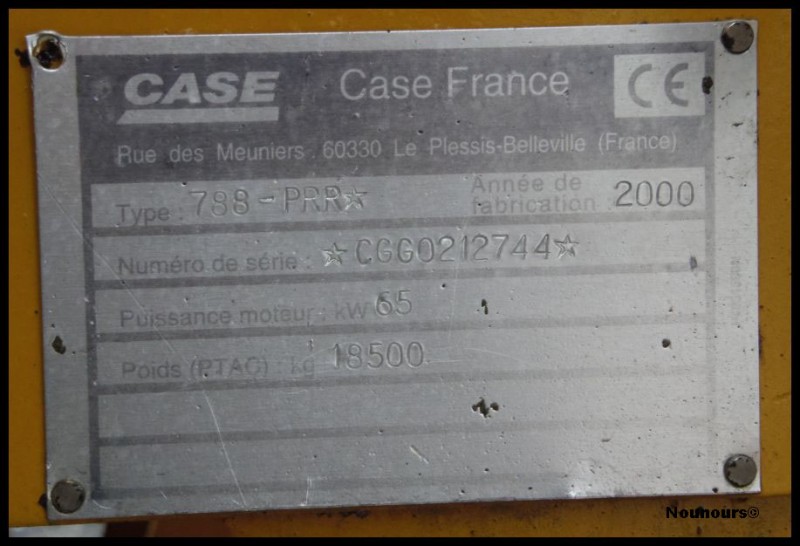 CASE Case France CE
Rue des Meuniers 60330 Le Plessis-Belleville (France)
Type : 788-PRR☆ Année de fabrication : 2000
Numéro de série : ☆CGG0212744☆
Puissance moteur : kW 65
Poids (PTAC) : kg 18500
Nounours©